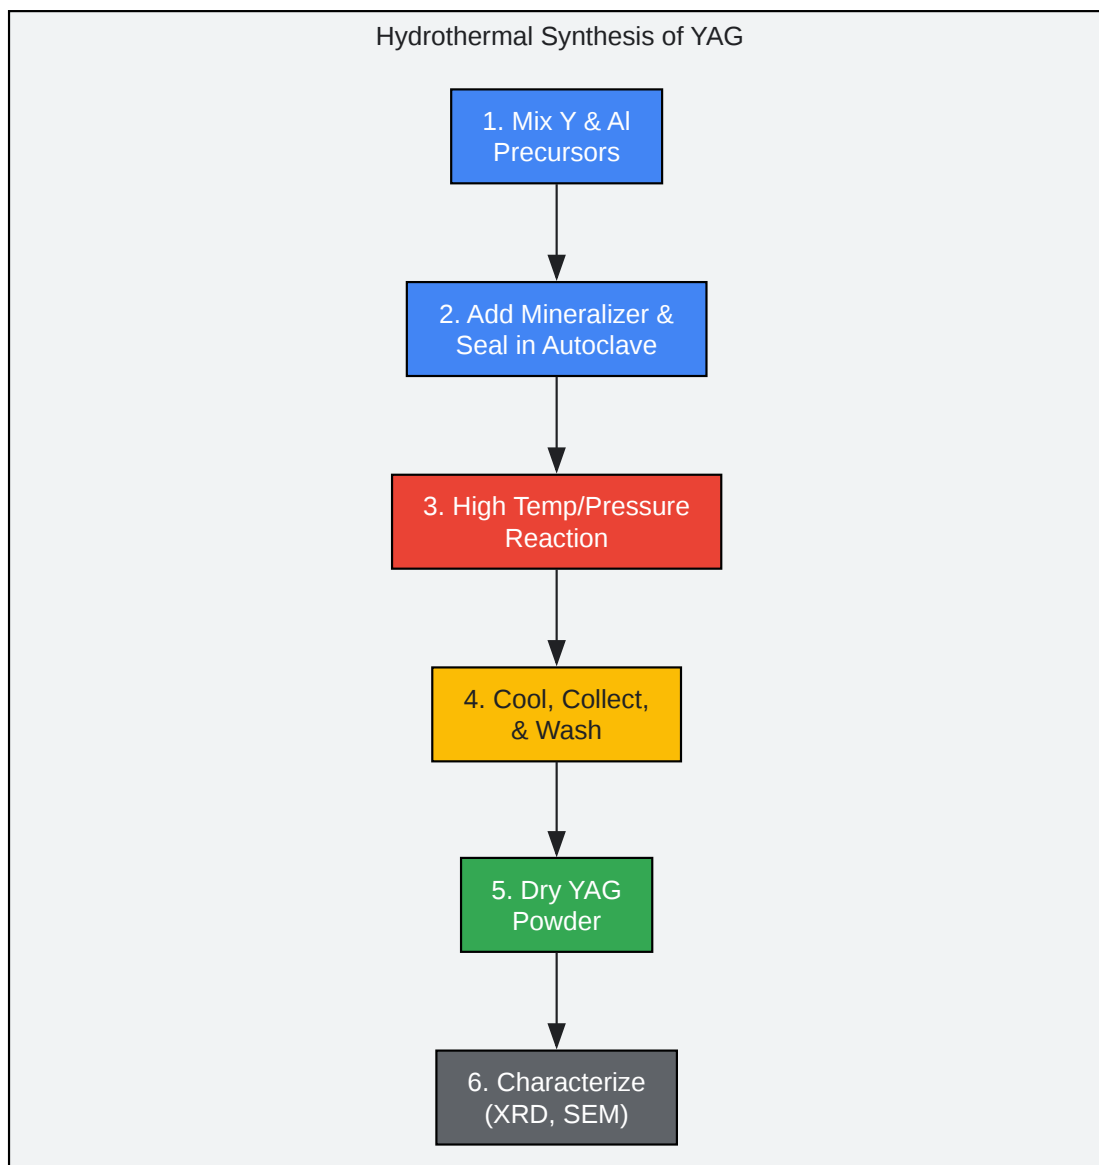 Hydrothermal Synthesis of YAG
1. Mix Y & Al
Precursors
2. Add Mineralizer &
Seal in Autoclave
3. High Temp/Pressure
Reaction
4. Cool, Collect,
& Wash
5. Dry YAG
Powder
6. Characterize
(XRD, SEM)